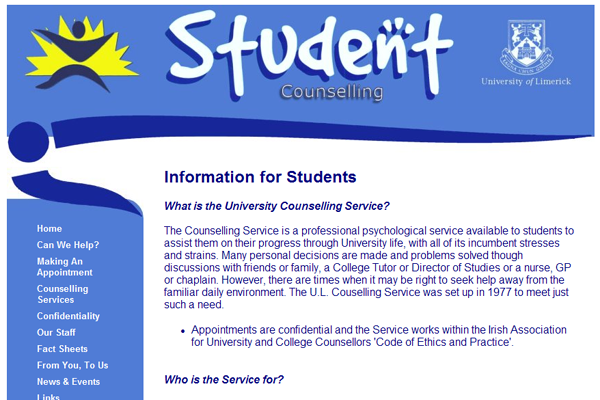 Student
Counselling
University of Limerick
Information for Students
What is the University Counselling Service?
The Counselling Service is a professional psychological service available to students to
assist them on their progress through University life, with all of its incumbent stresses
and strains. Many personal decisions are made and problems solved though
discussions with friends or family, a College Tutor or Director of Studies or a nurse, GP
or chaplain. However, there are times when it may be right to seek help away from the
familiar daily environment. The U.L. Couselling Service was set up in 1977 to meet just
such a need.
• Appointments are confidential and the Service works within the Irish Association
for University and College Counsellors 'Code of Ethics and Practice'.
Who is the Service for?
Home
Can We Help?
Making An
Appointment
Counselling
Services
Confidentiality
Our Staff
Fact Sheets
From You, To Us
News & Events
Links